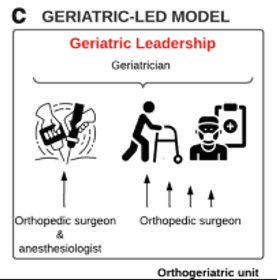 C GERIATRIC-LED MODEL
Geriatric Leadership
Geriatrician
Orthopedic surgeon
&
anesthesiologist
Orthopedic surgeon
Orthogeriatric unit